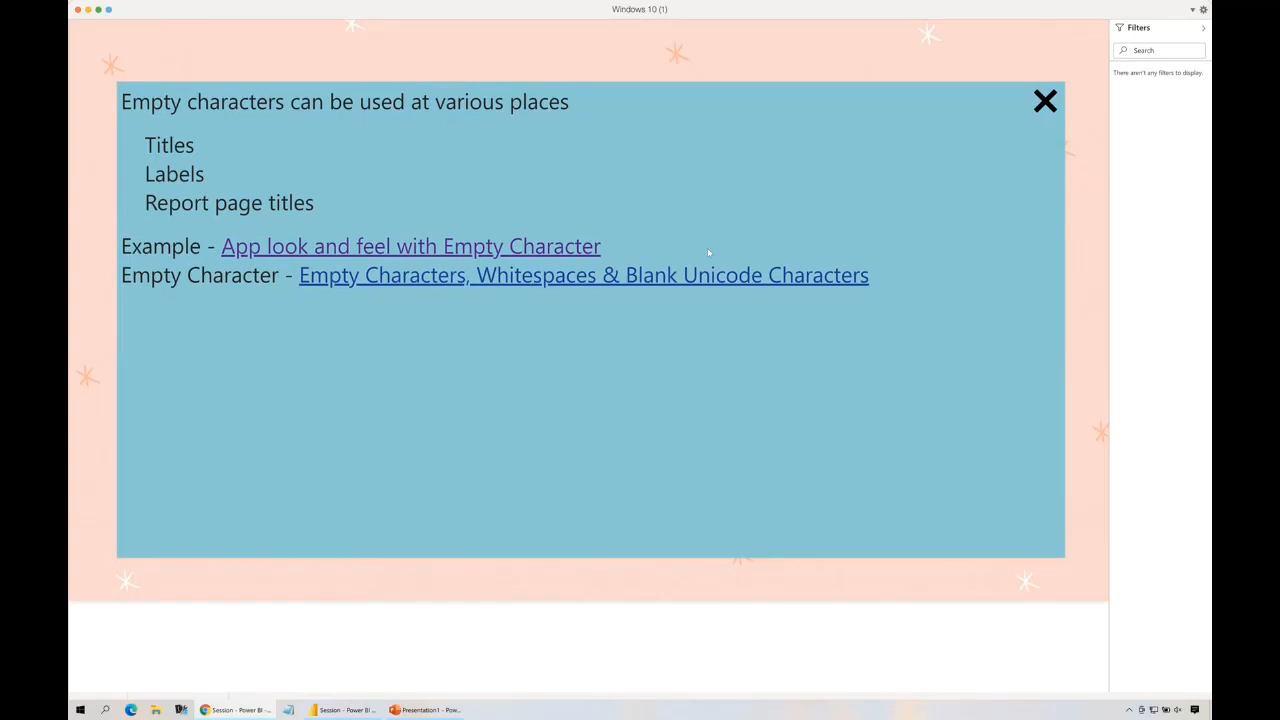 Windows 10 (1)
Filters
Search
There aren't any filters to display.
Empty characters can be used at various places
Titles
Labels
Report page titles
Example - App look and feel with Empty Character
Empty Character - Empty Characters, Whitespaces & Blank Unicode Characters
Session - Power BI -...
Session - Power BI ...
Presentation1 - Pow...